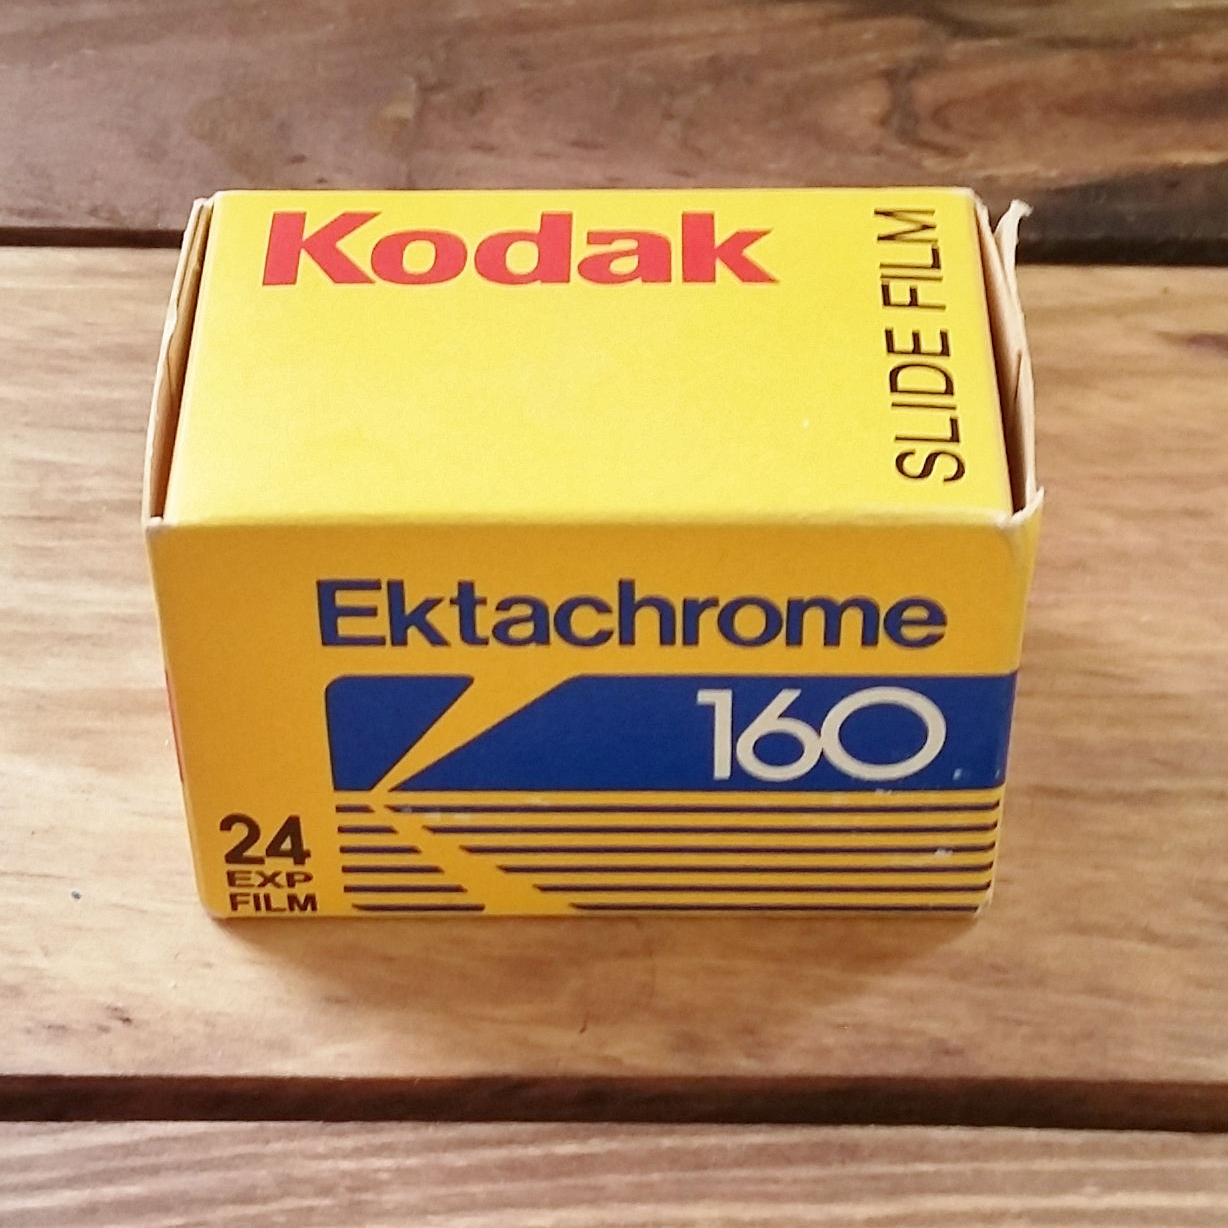 Kodak
SLIDE FILM
Ektachrome
160
24
EXP
FILM